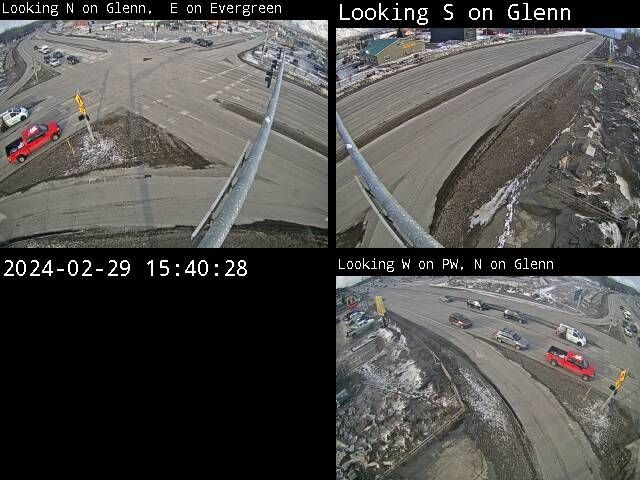 Looking N on Glenn, E on Evergreen
Looking S on Glenn
2024-02-29 15:40:28
Looking W on PW, N on Glenn